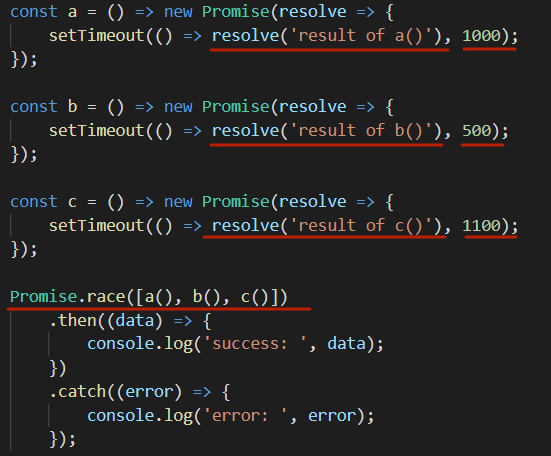 const a = () => new Promise(resolve => {
    setTimeout(() => resolve('result of a()'), 1000);
});

const b = () => new Promise(resolve => {
    setTimeout(() => resolve('result of b()'), 500);
});

const c = () => new Promise(resolve => {
    setTimeout(() => resolve('result of c()'), 1100);
});

Promise.race([a(), b(), c()])
    .then((data) => {
        console.log('success: ', data);
    })
    .catch((error) => {
        console.log('error: ', error);
    });